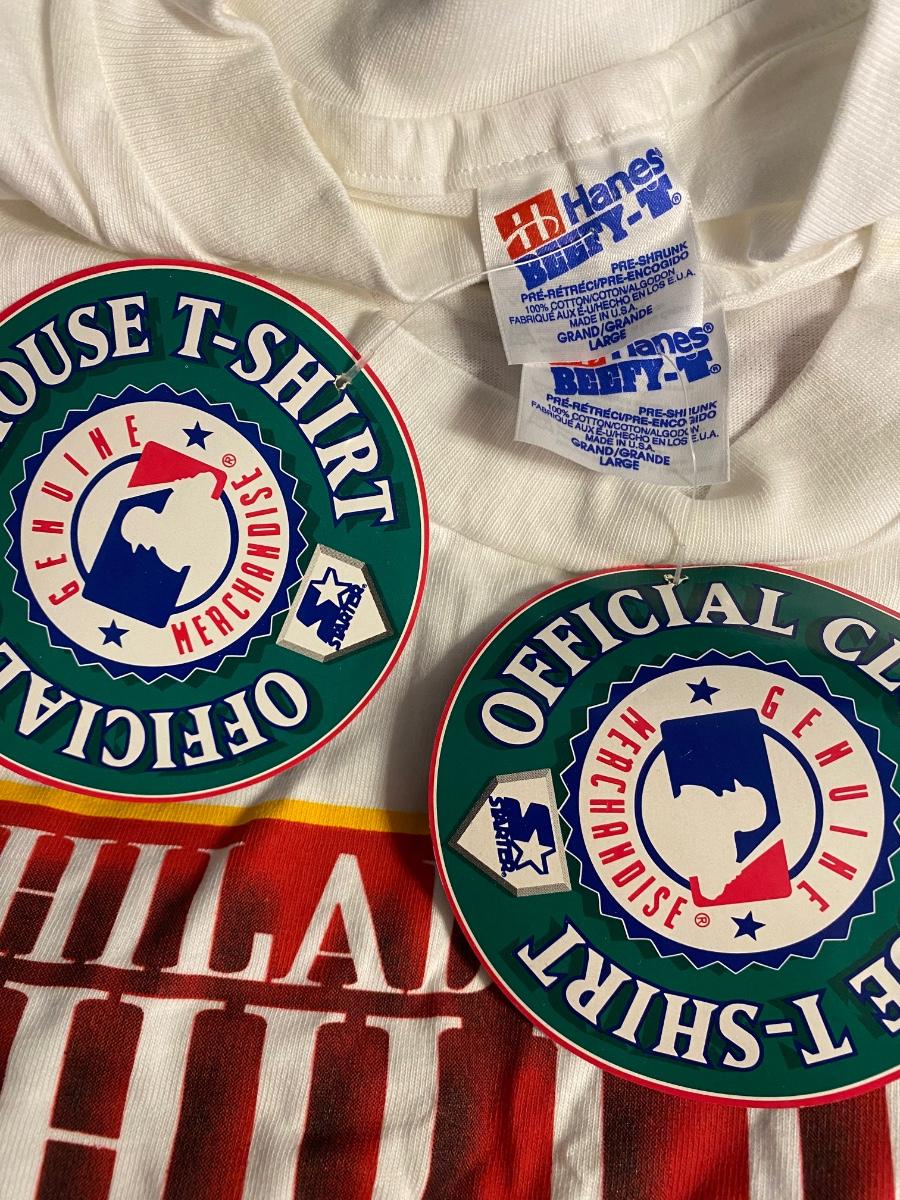 Hanes
BEEFY-T®
PRE-SHRUNK
PRÉ-RÉTRÉCI/PRE-ENCOGIDO
100% COTTON/COTON/ALGODON
FABRIQUÉ AUX É-U/HECHO EN LOS E.U.A.
MADE IN U.S.A.
GRAND/GRANDE
LARGE
Hanes
BEEFY-T®
PRE-SHRUNK
PRÉ-RÉTRÉCI/PRE-ENCOGIDO
100% COTTON/COTON/ALGODON
FABRIQUÉ AUX É-U/HECHO EN LOS E.U.A.
MADE IN U.S.A.
GRAND/GRANDE
LARGE
OUSE T-SHIRT
OFFICIAL
GENUINE
MERCHANDISE®
STARTER
OFFICIAL CL
SE T-SHIRT
GENUINE
MERCHANDISE®
STARTER
HILAD
HIL